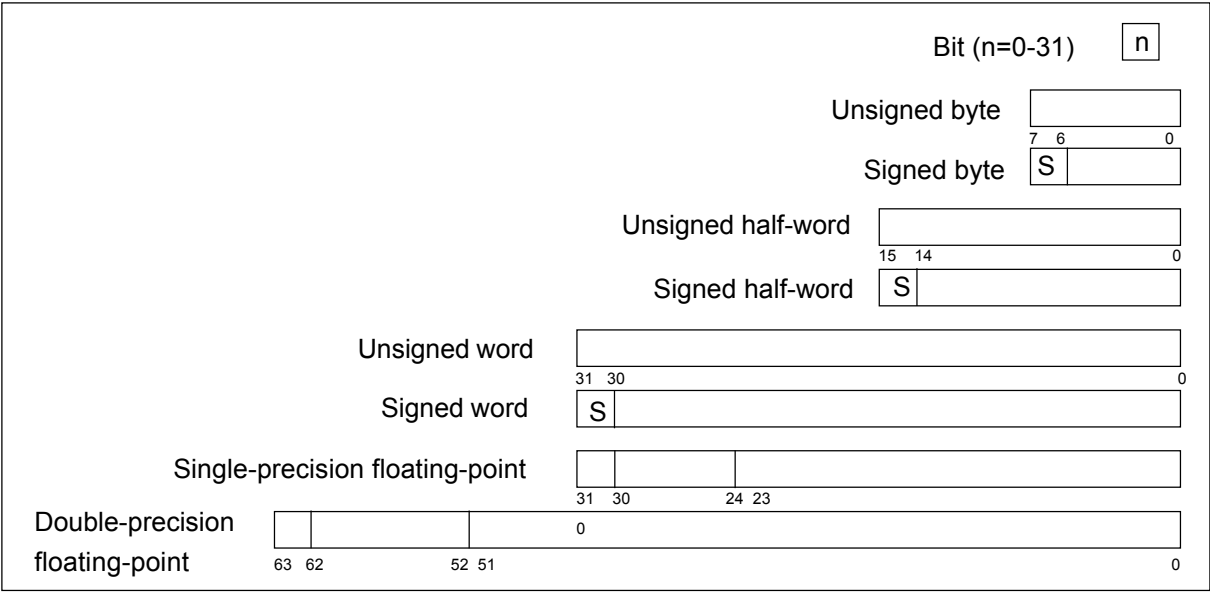 Bit (n=0-31) n
Unsigned byte
7 6 0
Signed byte S
Unsigned half-word
15 14 0
Signed half-word S
Unsigned word
31 30 0
Signed word S
Single-precision floating-point
31 30 24 23
Double-precision 0
floating-point 63 62 52 51 0